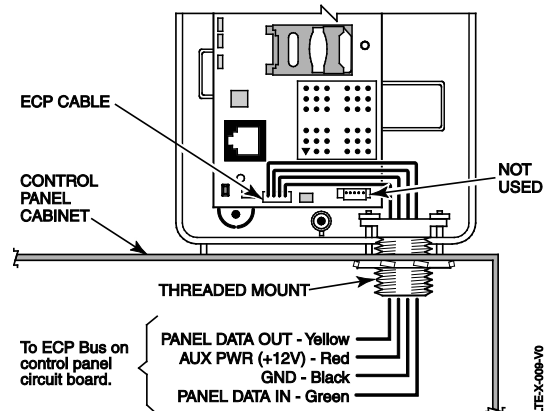 ECP CABLE
CONTROL
PANEL
CABINET
NOT
USED
THREADED MOUNT
To ECP Bus on
control panel
circuit board.
PANEL DATA OUT - Yellow
AUX PWR (+12V) - Red
GND - Black
PANEL DATA IN - Green
LTE-X-009-V0